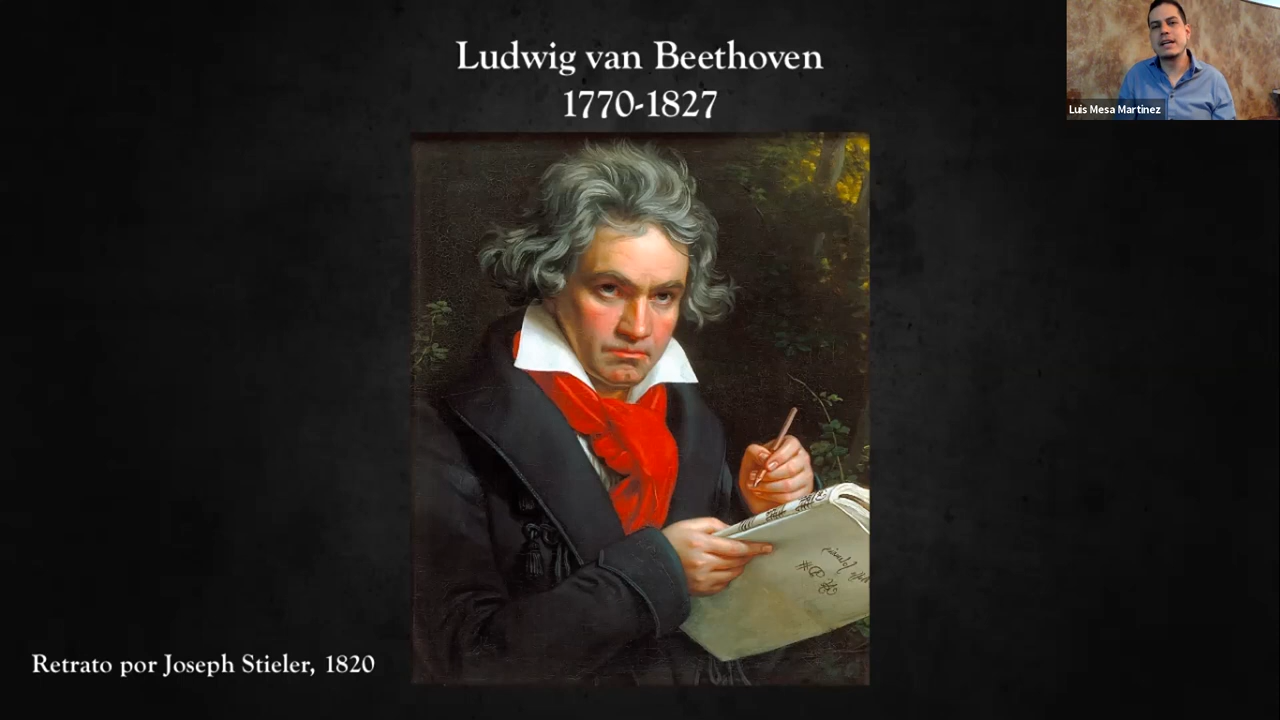 Ludwig van Beethoven
1770-1827
Luis Mesa Martinez
Retrato por Joseph Stieler, 1820